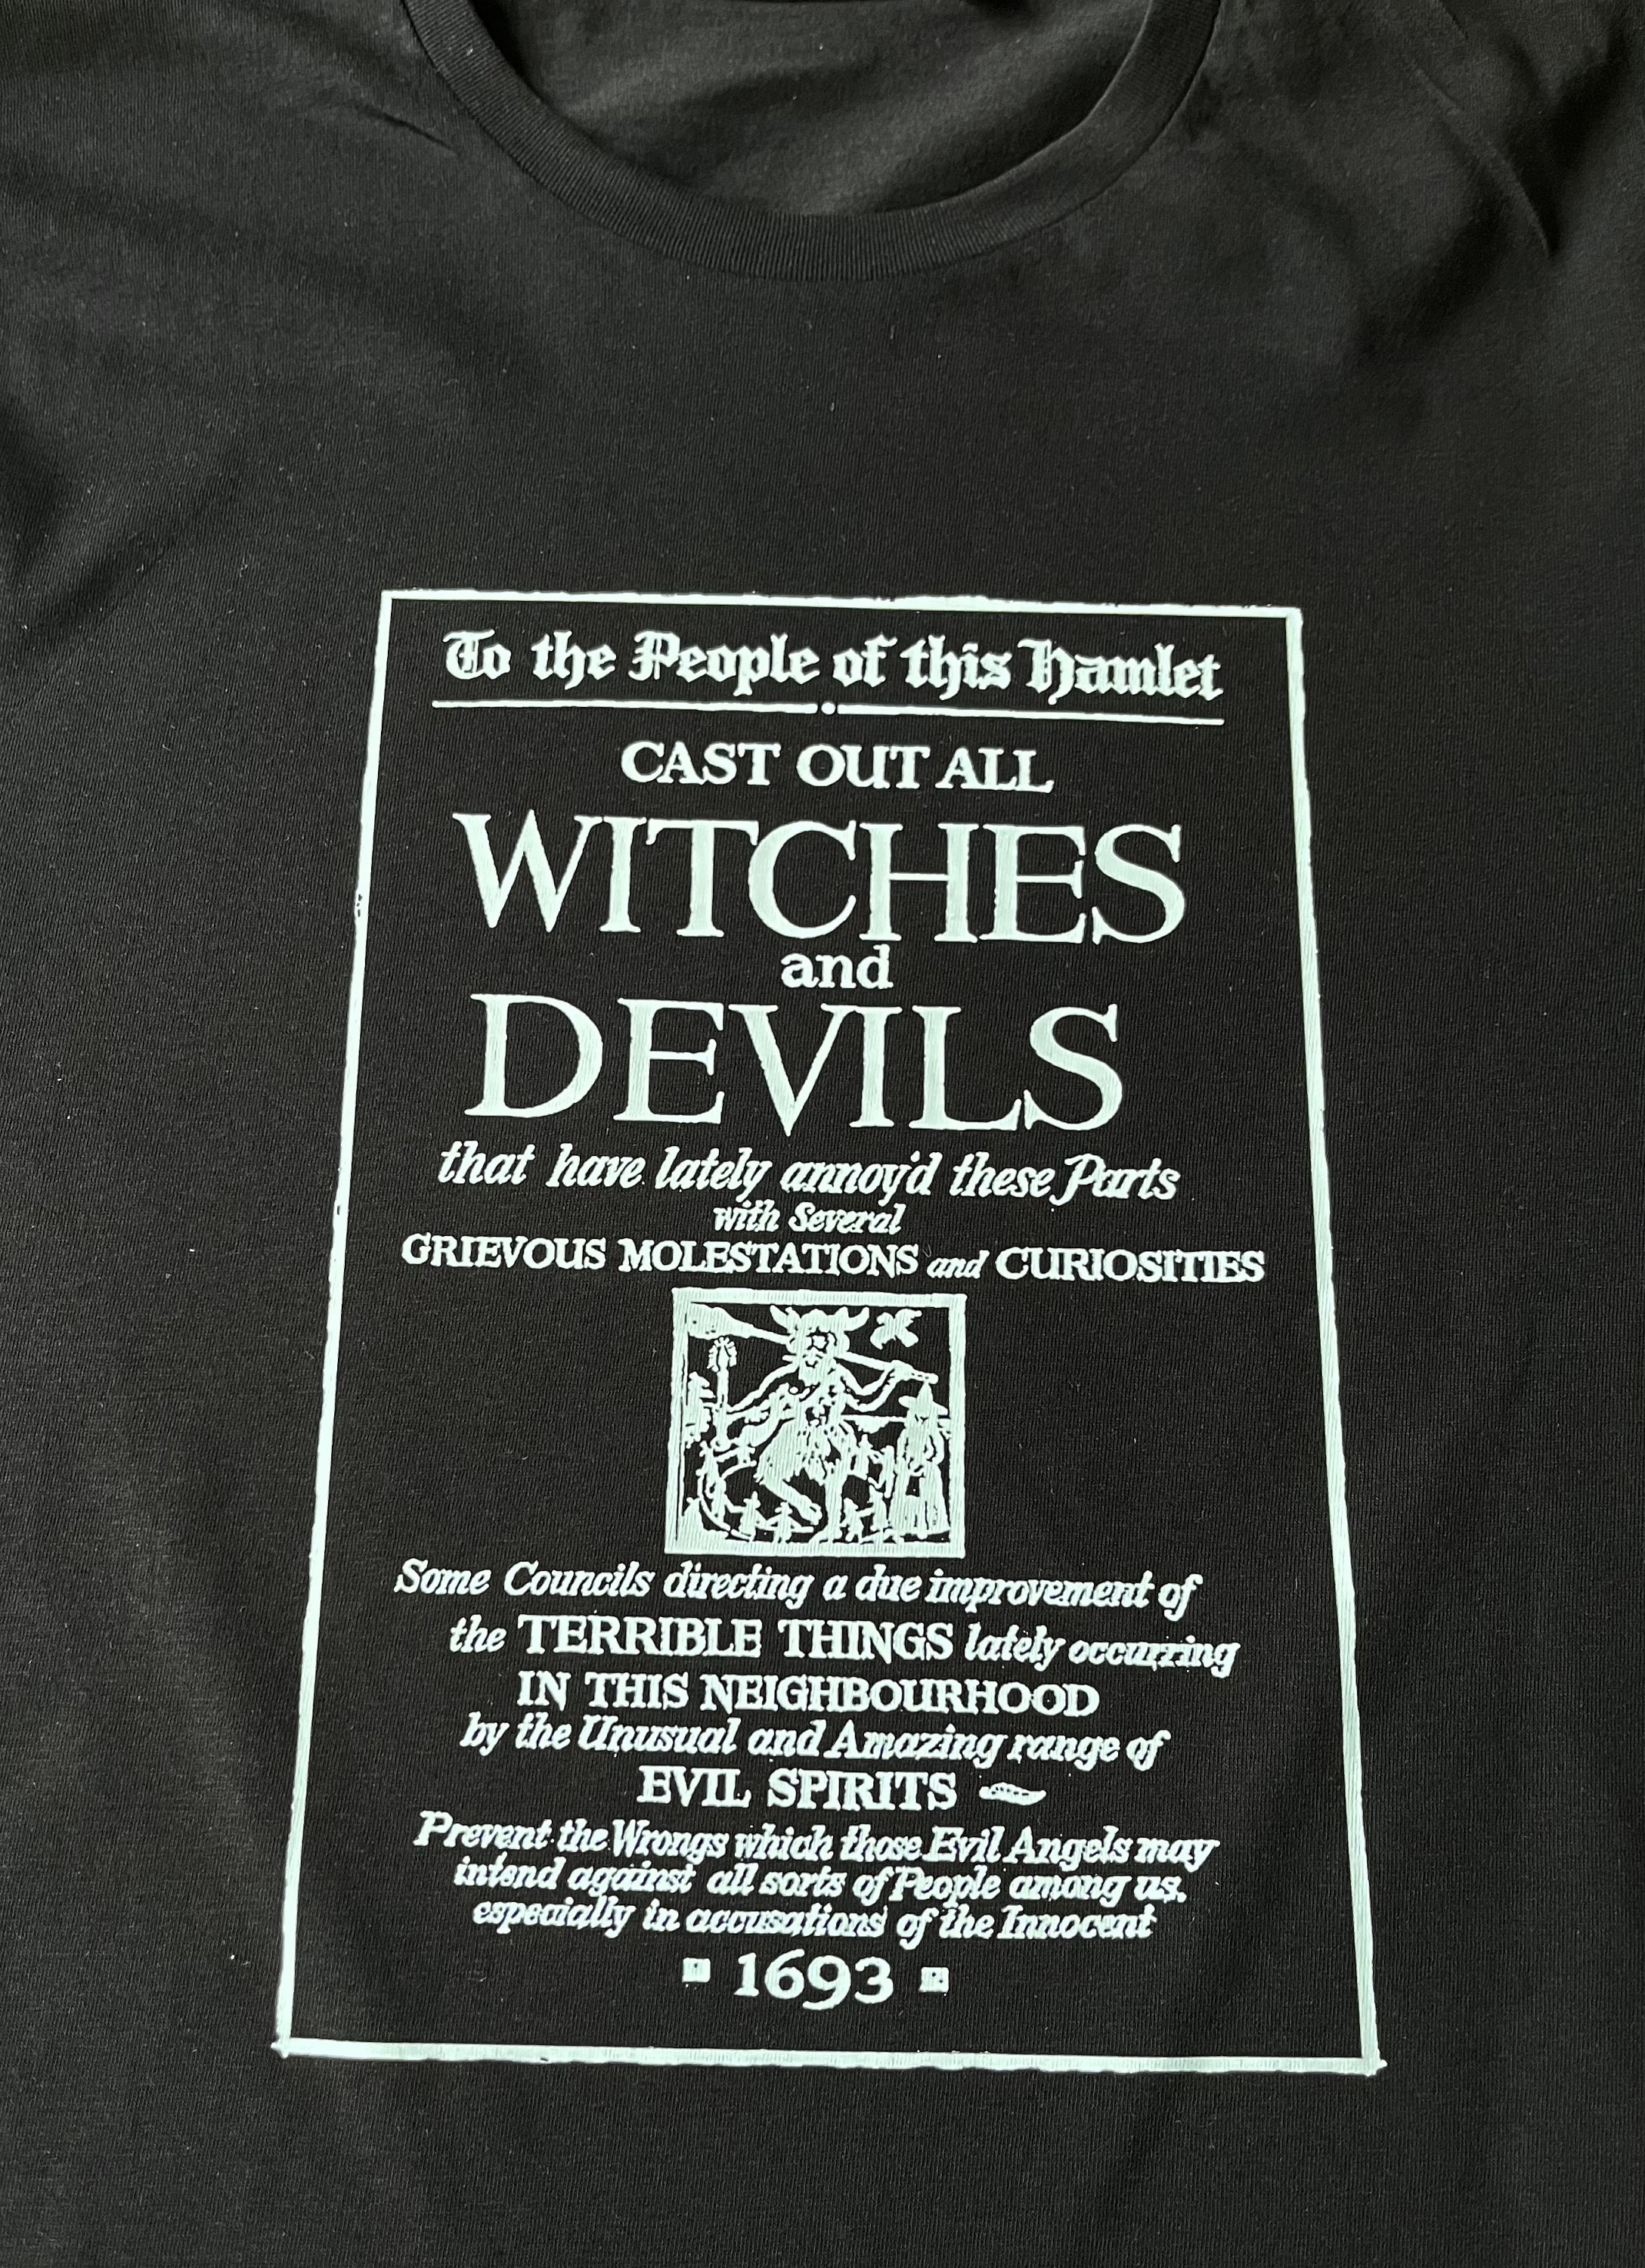 To the People of this Hamlet
CAST OUT ALL
WITCHES
and
DEVILS
that have lately annoy'd these Parts
with Several
GRIEVOUS MOLESTATIONS and CURIOSITIES
Some Councils directing a due improvement of
the TERRIBLE THINGS lately occurring
IN THIS NEIGHBOURHOOD
by the Unusual and Amazing range of
EVIL SPIRITS
Prevent the Wrongs which those Evil Angels may
intend against all sorts of People among us.
especially in accusations of the Innocent
1693